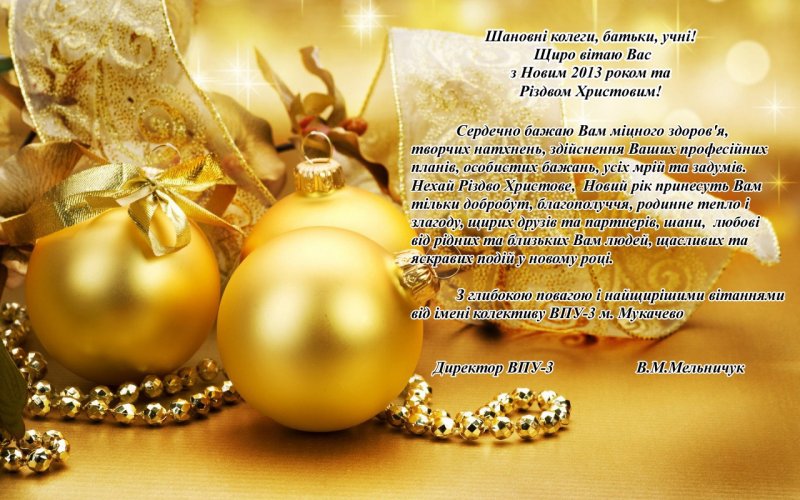 Шановні колеги, батьки, учні!
Щиро вітаю Вас
з Новим 2013 роком та
Різдвом Христовим!
Сердечно бажаю Вам міцного здоров'я,
творчих натхнень, здійснення Ваших професійних
планів, особистих бажань, усіх мрій та задумів.
Нехай Різдво Христове, Новий рік принесуть Вам
тільки добробут, благополуччя, родинне тепло і
злагоду, щирих друзів та партнерів, шани, любові
від рідних та близьких Вам людей, щасливих та
яскравих подій у новому році.
З глибокою повагою і найщирішими вітаннями
від імені колективу ВПУ-3 м. Мукачево
Директор ВПУ-3 В.М.Мельничук